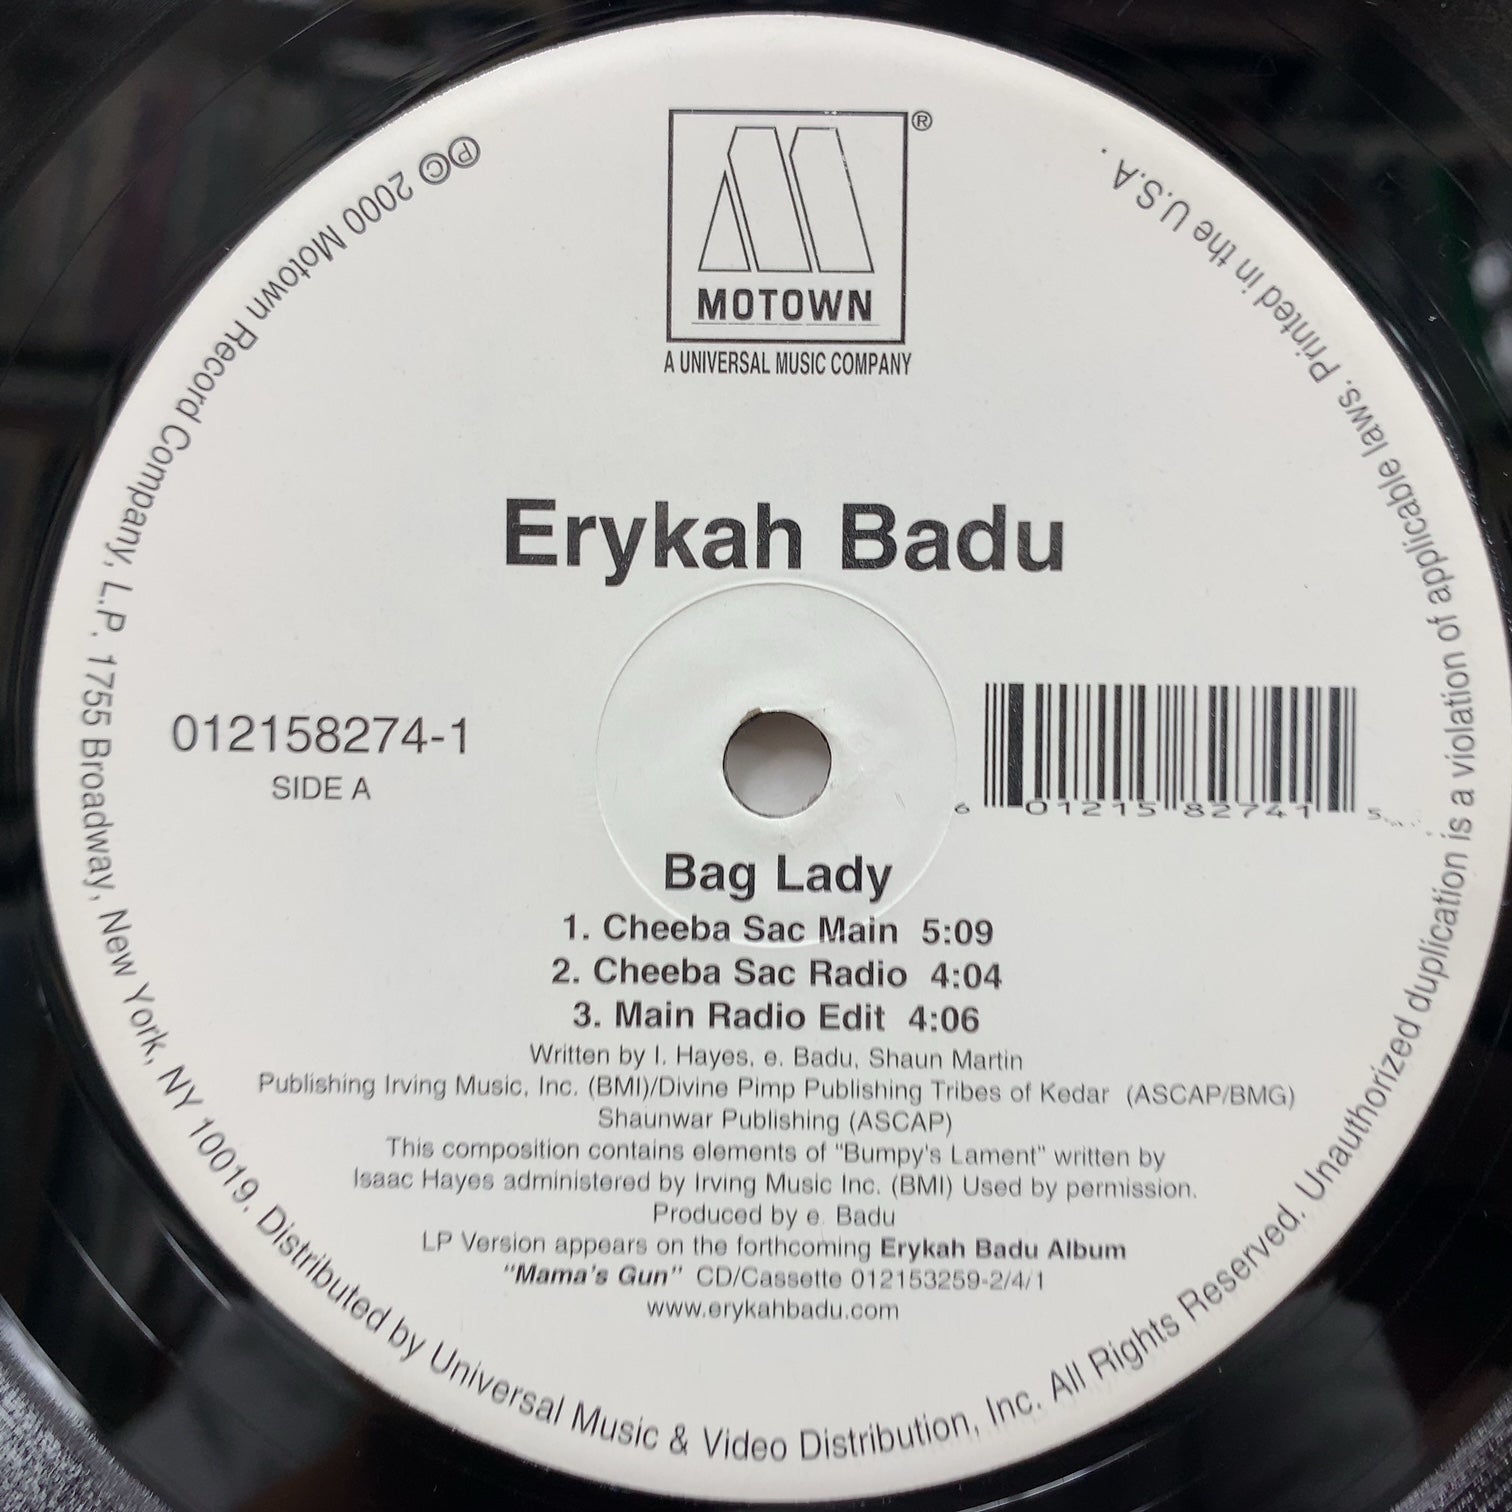 MOTOWN ®
A UNIVERSAL MUSIC COMPANY
Erykah Badu
012158274-1
SIDE A
6 01215 82741 5
Bag Lady
1. Cheeba Sac Main 5:09
2. Cheeba Sac Radio 4:04
3. Main Radio Edit 4:06
Written by I. Hayes, e. Badu, Shaun Martin
Publishing Irving Music, Inc. (BMI)/Divine Pimp Publishing Tribes of Kedar (ASCAP/BMG)
Shaunwar Publishing (ASCAP)
This composition contains elements of "Bumpy's Lament" written by
Isaac Hayes administered by Irving Music Inc. (BMI) Used by permission.
Produced by e. Badu
LP Version appears on the forthcoming Erykah Badu Album
"Mama's Gun" CD/Cassette 012153259-2/4/1
www.erykahbadu.com
℗© 2000 Motown Record Company, L.P. 1755 Broadway, New York, NY 10019. Distributed by Universal Music & Video Distribution, Inc. All Rights Reserved. Unauthorized duplication is a violation of applicable laws. Printed in the U.S.A.